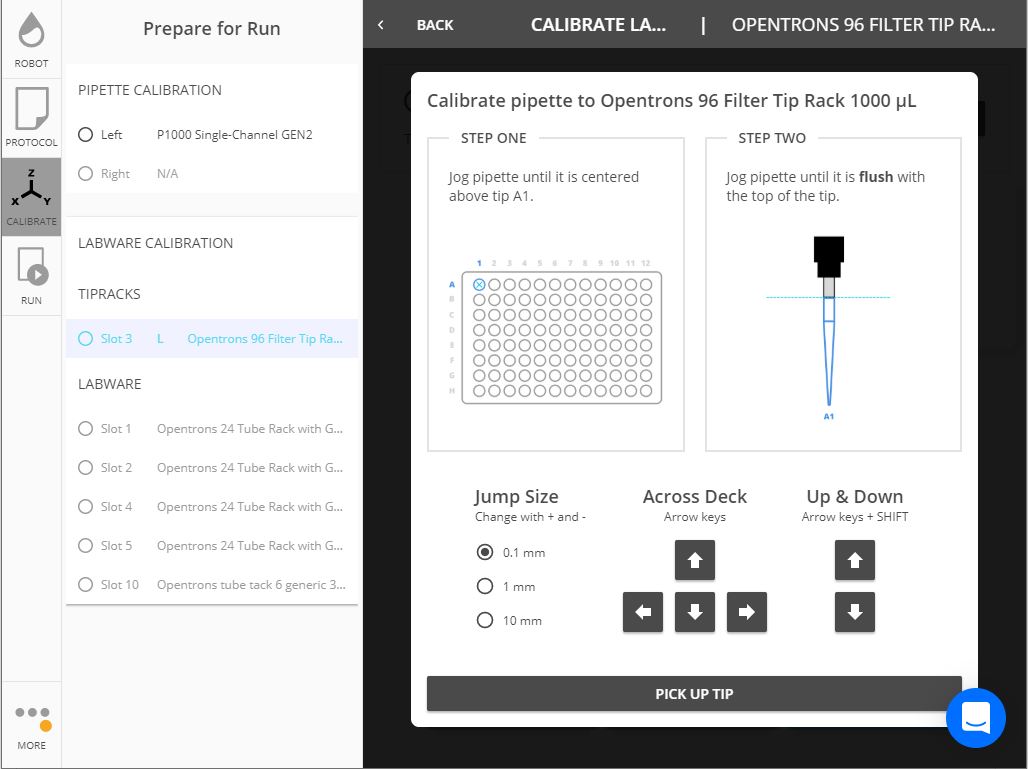 ROBOT
PROTOCOL
Z
X Y
CALIBRATE
RUN
MORE
Prepare for Run
PIPETTE CALIBRATION
Left P1000 Single-Channel GEN2
Right N/A
LABWARE CALIBRATION
TIPRACKS
Slot 3 L Opentrons 96 Filter Tip Ra...
LABWARE
Slot 1 Opentrons 24 Tube Rack with G...
Slot 2 Opentrons 24 Tube Rack with G...
Slot 4 Opentrons 24 Tube Rack with G...
Slot 5 Opentrons 24 Tube Rack with G...
Slot 10 Opentrons tube tack 6 generic 3...
< BACK CALIBRATE LA... | OPENTRONS 96 FILTER TIP RA...
Calibrate pipette to Opentrons 96 Filter Tip Rack 1000 µL
STEP ONE
Jog pipette until it is centered
above tip A1.
1 2 3 4 5 6 7 8 9 10 11 12
A
B
C
D
E
F
G
H
STEP TWO
Jog pipette until it is flush with
the top of the tip.
A1
Jump Size
Change with + and -
0.1 mm
1 mm
10 mm
Across Deck
Arrow keys
Up & Down
Arrow keys + SHIFT
PICK UP TIP